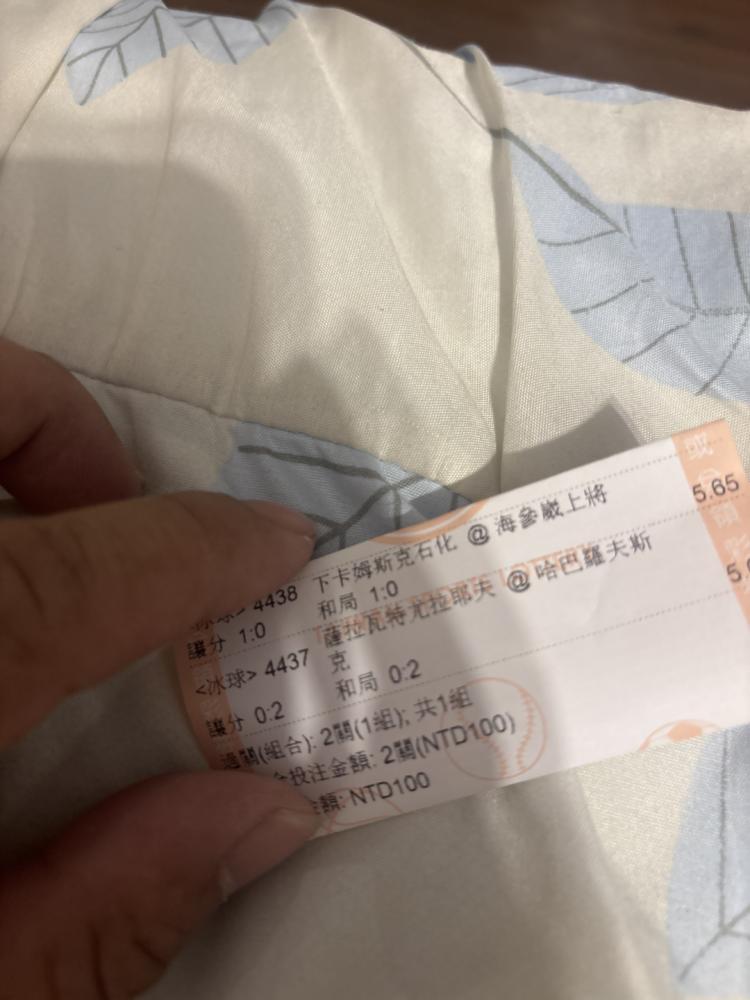 4438 下卡姆斯克石化 @ 海參崴上將 5.65
讓分 1:0 和局 1:0
<冰球> 4437 薩拉瓦特尤拉耶夫 @ 哈巴羅夫斯克
讓分 0:2 和局 0:2
過關(組合): 2關(1組); 共1組
投注金額: 2關(NTD100)
金額: NTD100